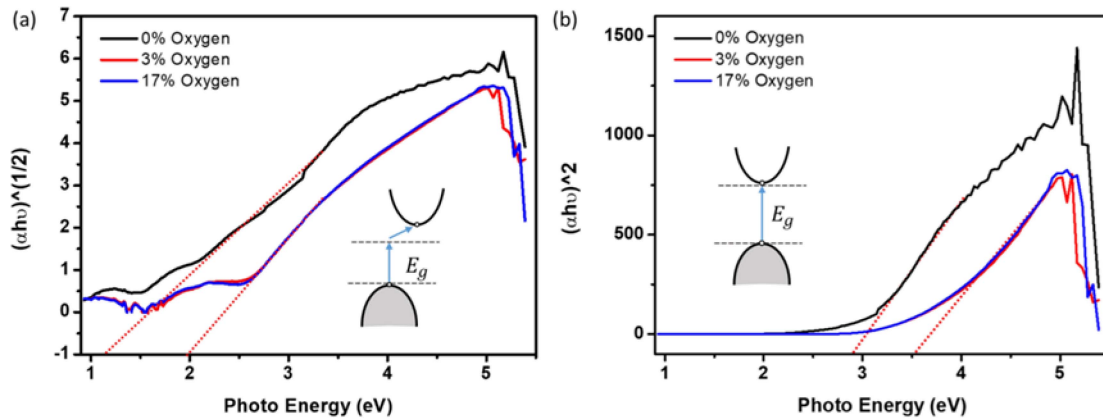 (a)
0% Oxygen
3% Oxygen
17% Oxygen
(αhυ)^(1/2)
7
6
5
4
3
2
1
0
-1
E_g
1 2 3 4 5
Photo Energy (eV)
(b)
0% Oxygen
3% Oxygen
17% Oxygen
(αhυ)^2
1000
500
0
E_g
1 2 3 4 5
Photo Energy (eV)